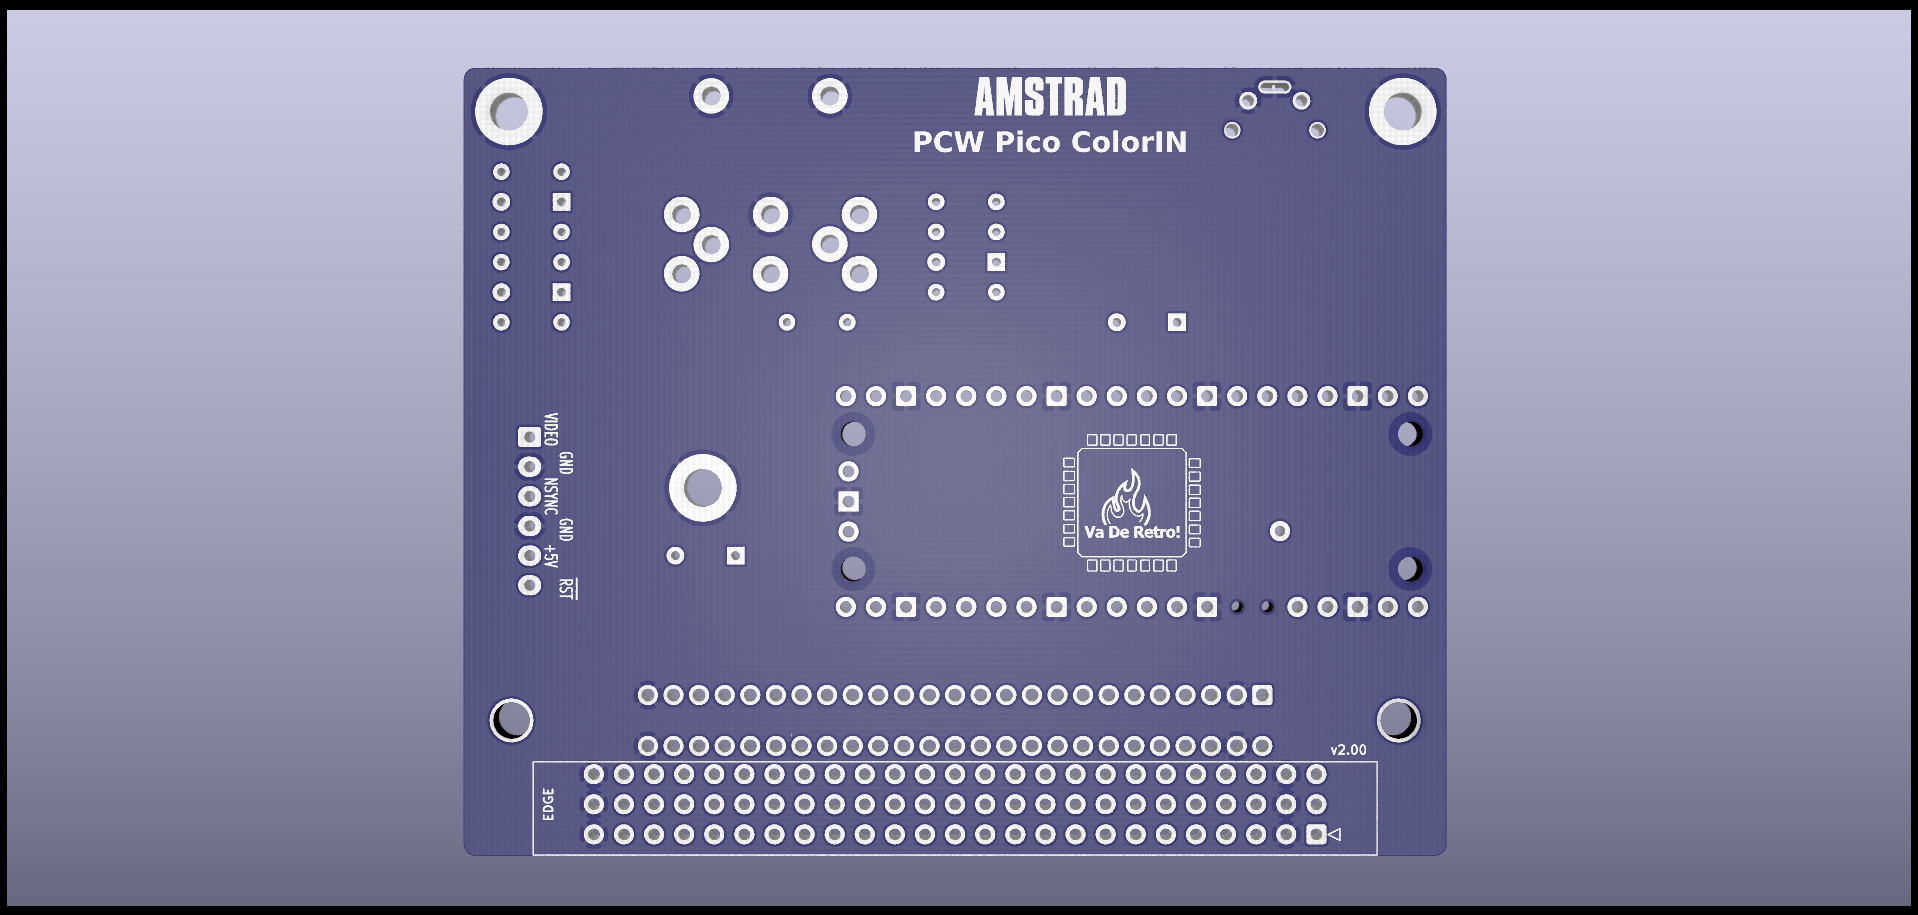 AMSTRAD
PCW Pico ColorIN
VIDEO
GND
NSYNC
GND
+5V
RST
Va De Retro!
v2.00
EDGE